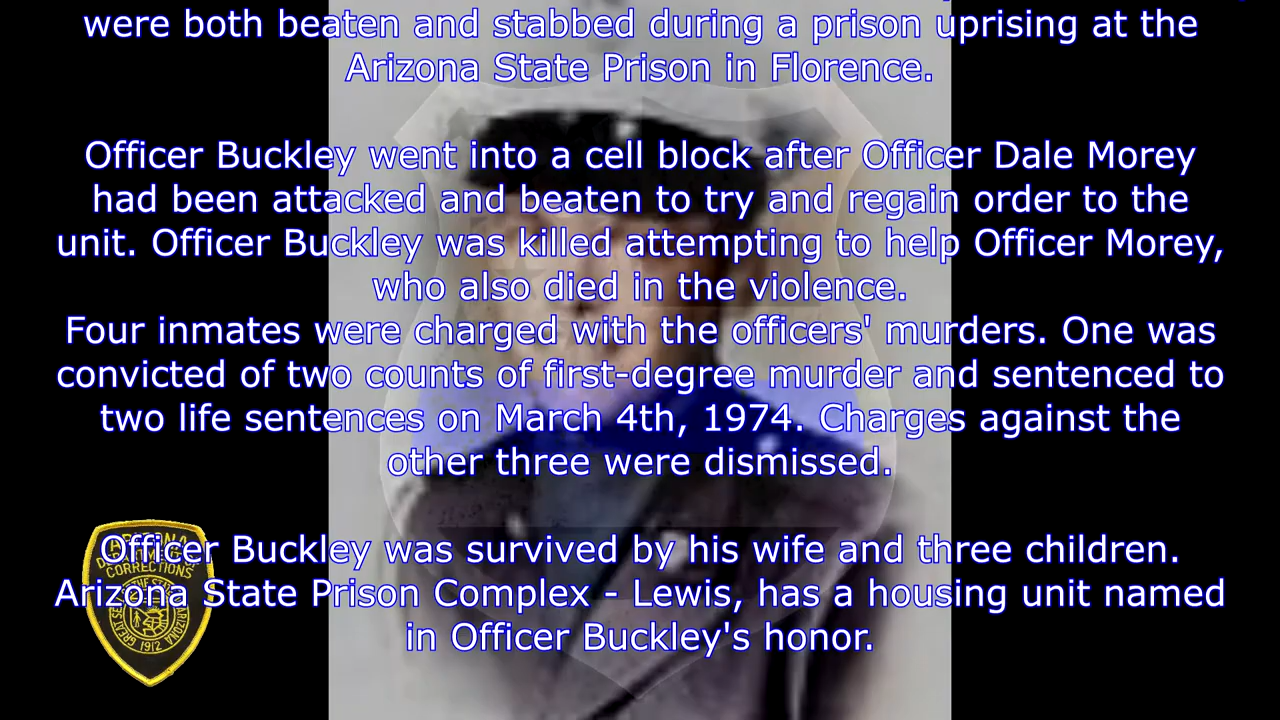 were both beaten and stabbed during a prison uprising at the
Arizona State Prison in Florence.
Officer Buckley went into a cell block after Officer Dale Morey
had been attacked and beaten to try and regain order to the
unit. Officer Buckley was killed attempting to help Officer Morey,
who also died in the violence.
Four inmates were charged with the officers' murders. One was
convicted of two counts of first-degree murder and sentenced to
two life sentences on March 4th, 1974. Charges against the
other three were dismissed.
Officer Buckley was survived by his wife and three children.
Arizona State Prison Complex - Lewis, has a housing unit named
in Officer Buckley's honor.
ARIZONA
CORRECTIONS
1912